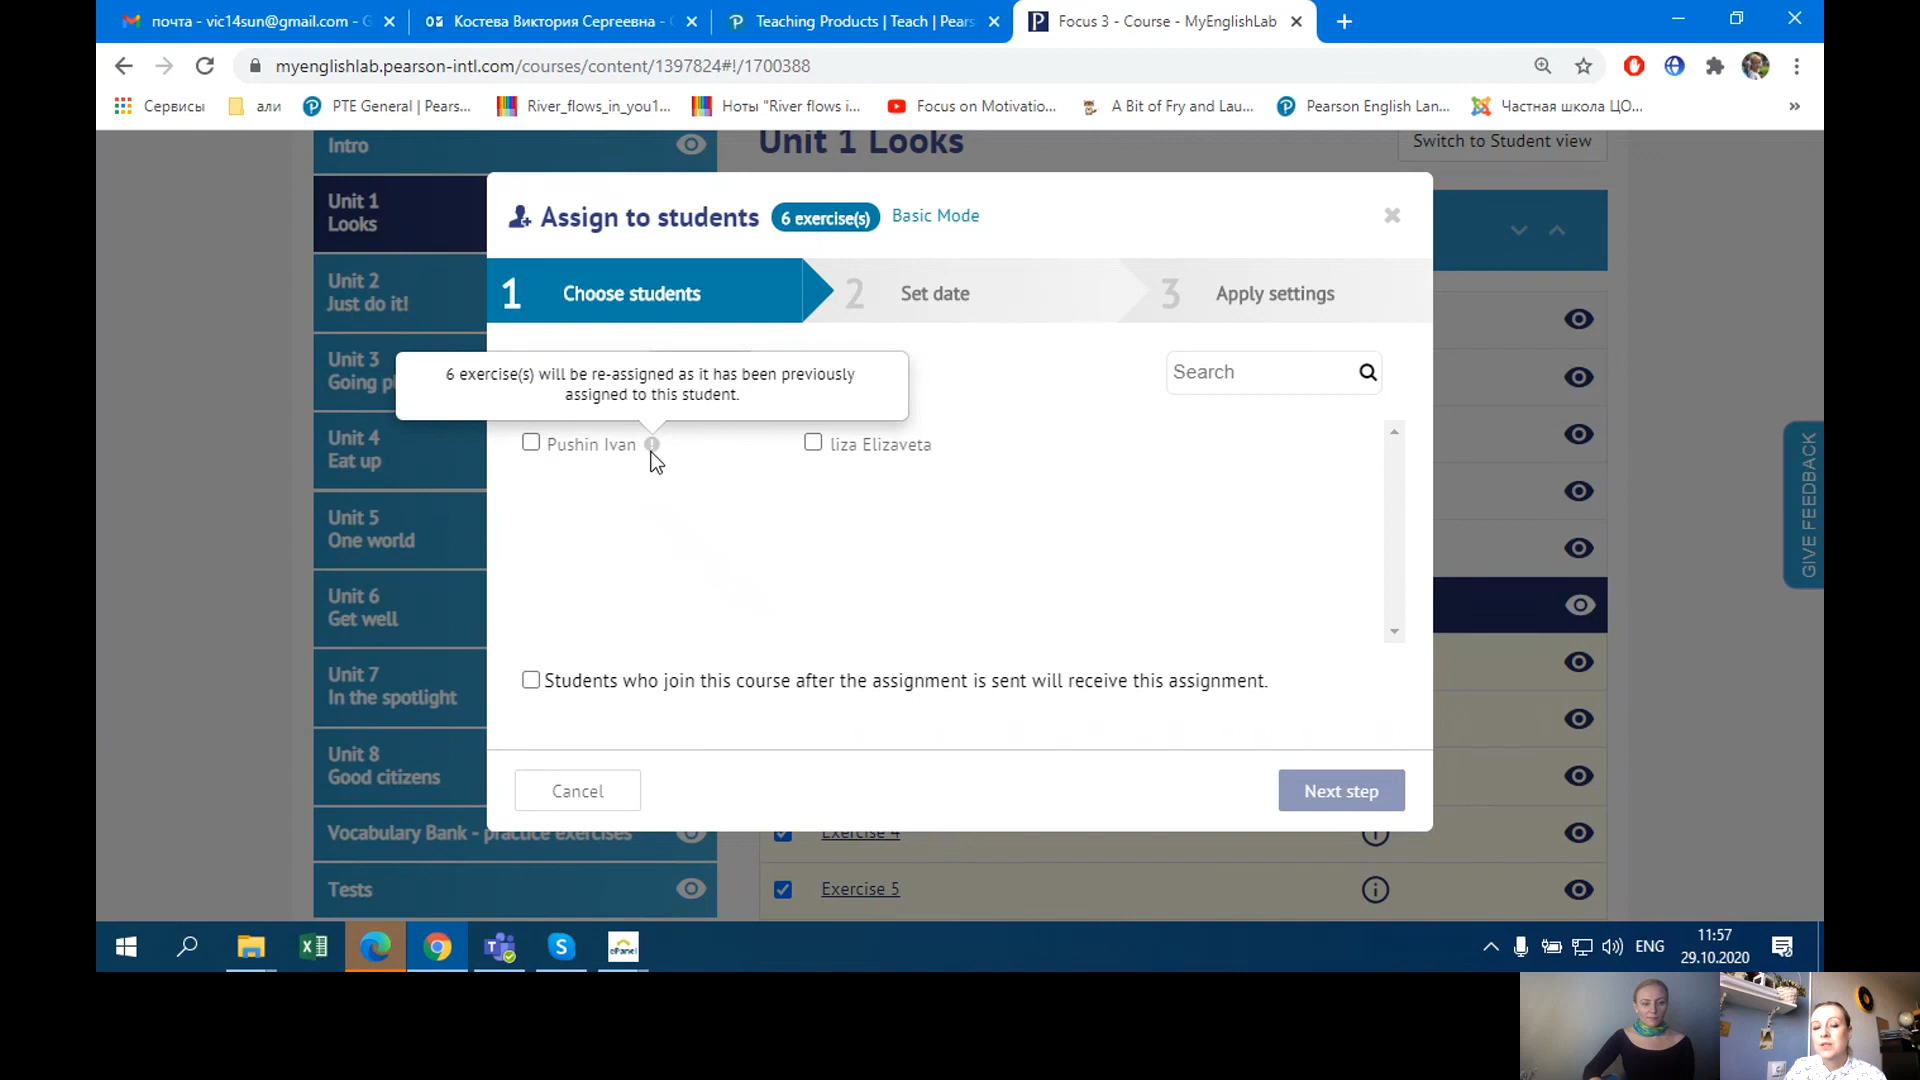 почта - vic14sun@gmail.com - G
Костева Виктория Сергеевна -
Teaching Products | Teach | Pears
Focus 3 - Course - MyEnglishLab
myenglishlab.pearson-intl.com/courses/content/1397824#!/1700388
Сервисы
али
PTE General | Pears...
River_flows_in_you1...
Ноты "River flows i...
Focus on Motivatio...
A Bit of Fry and Lau...
Pearson English Lan...
Частная школа ЦО...
»
Intro
Unit 1 Looks
Switch to Student view
Unit 1
Looks
Unit 2
Just do it!
Unit 3
Going pl
Unit 4
Eat up
Unit 5
One world
Unit 6
Get well
Unit 7
In the spotlight
Unit 8
Good citizens
Vocabulary Bank - practice exercises
Tests
Assign to students
6 exercise(s)
Basic Mode
1 Choose students
2 Set date
3 Apply settings
6 exercise(s) will be re-assigned as it has been previously
assigned to this student.
Search
Pushin Ivan
liza Elizaveta
Students who join this course after the assignment is sent will receive this assignment.
Cancel
Next step
Exercise 4
Exercise 5
GIVE FEEDBACK
ePanel
ENG
11:57
29.10.2020